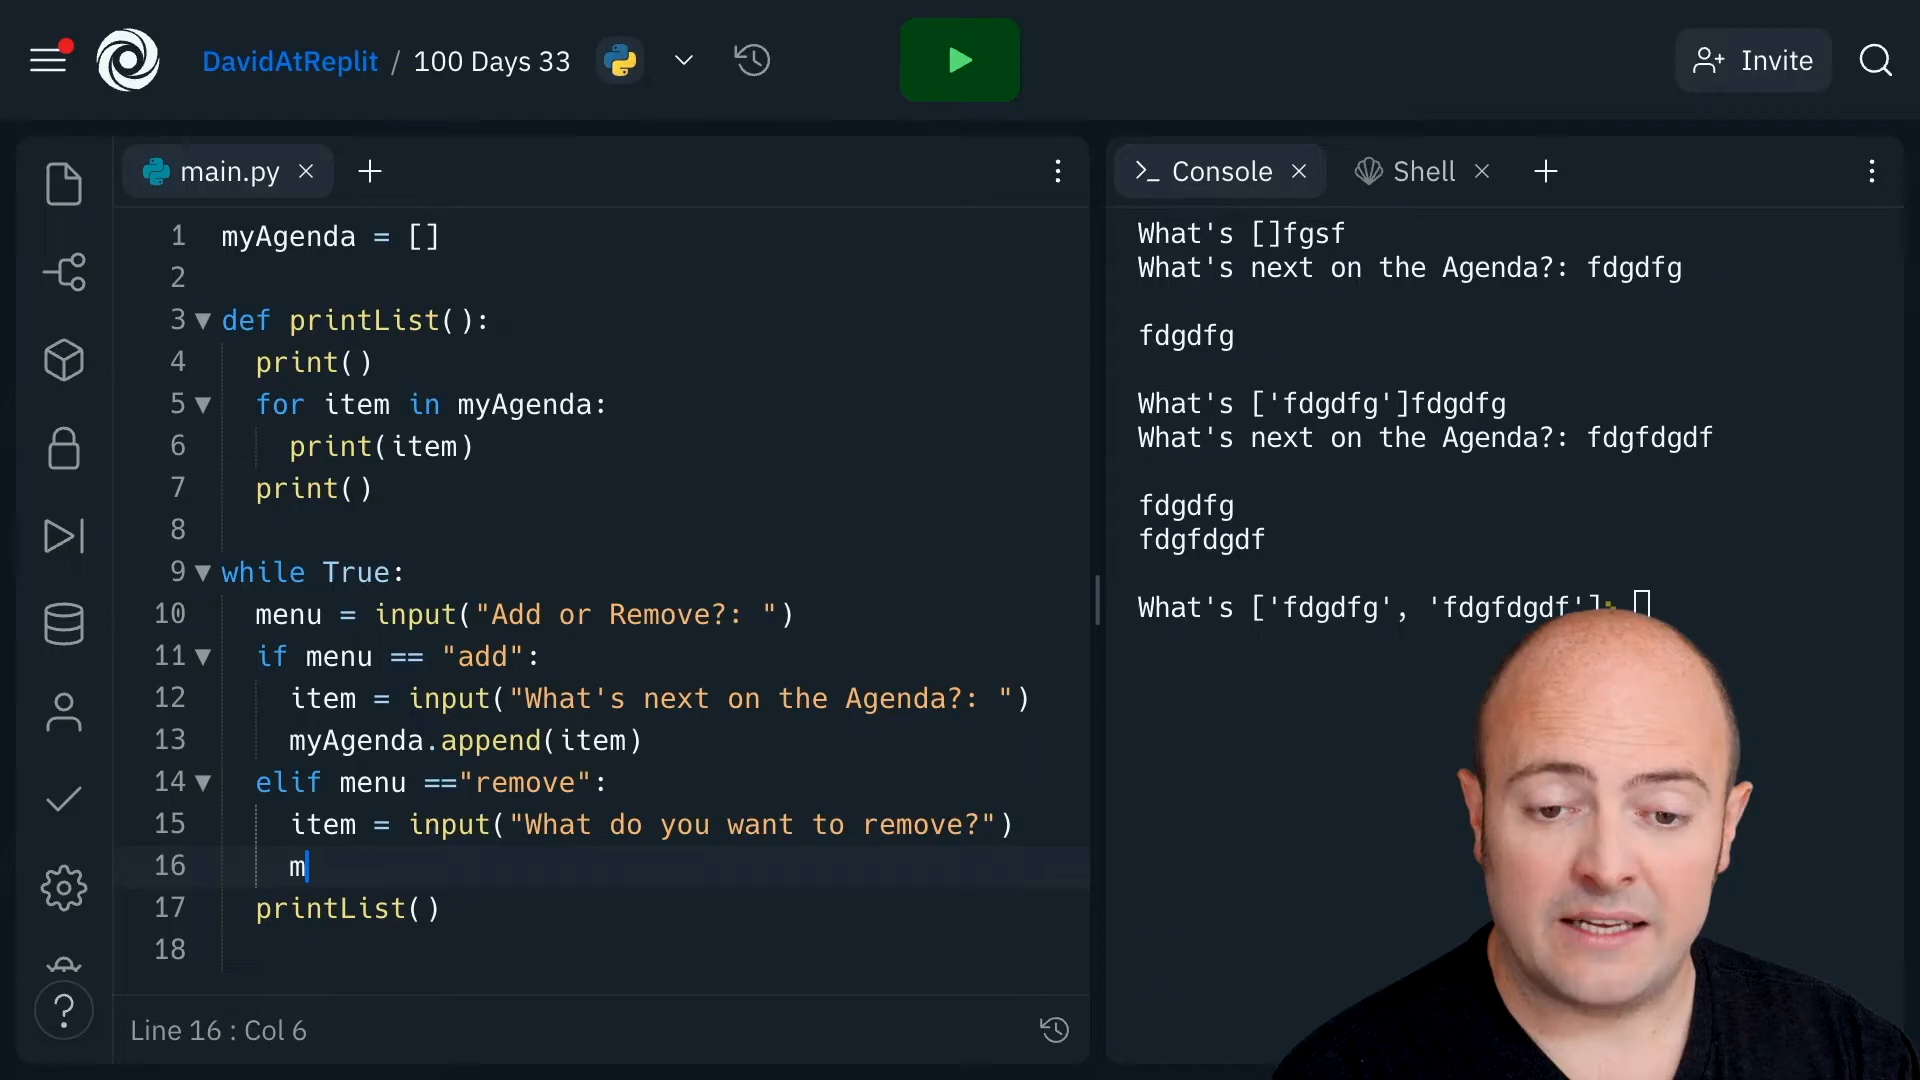 DavidAtReplit / 100 Days 33
Invite
main.py
1 myAgenda = []
2
3 def printList():
4 print()
5 for item in myAgenda:
6 print(item)
7 print()
8
9 while True:
10 menu = input("Add or Remove?: ")
11 if menu == "add":
12 item = input("What's next on the Agenda?: ")
13 myAgenda.append(item)
14 elif menu =="remove":
15 item = input("What do you want to remove?")
16 m
17 printList()
18
Line 16 : Col 6
Console
Shell
What's []fgsf
What's next on the Agenda?: fdgdfg
fdgdfg
What's ['fdgdfg']fdgdfg
What's next on the Agenda?: fdgfdgdf
fdgdfg
fdgfdgdf
What's ['fdgdfg', 'fdgfdgdf']